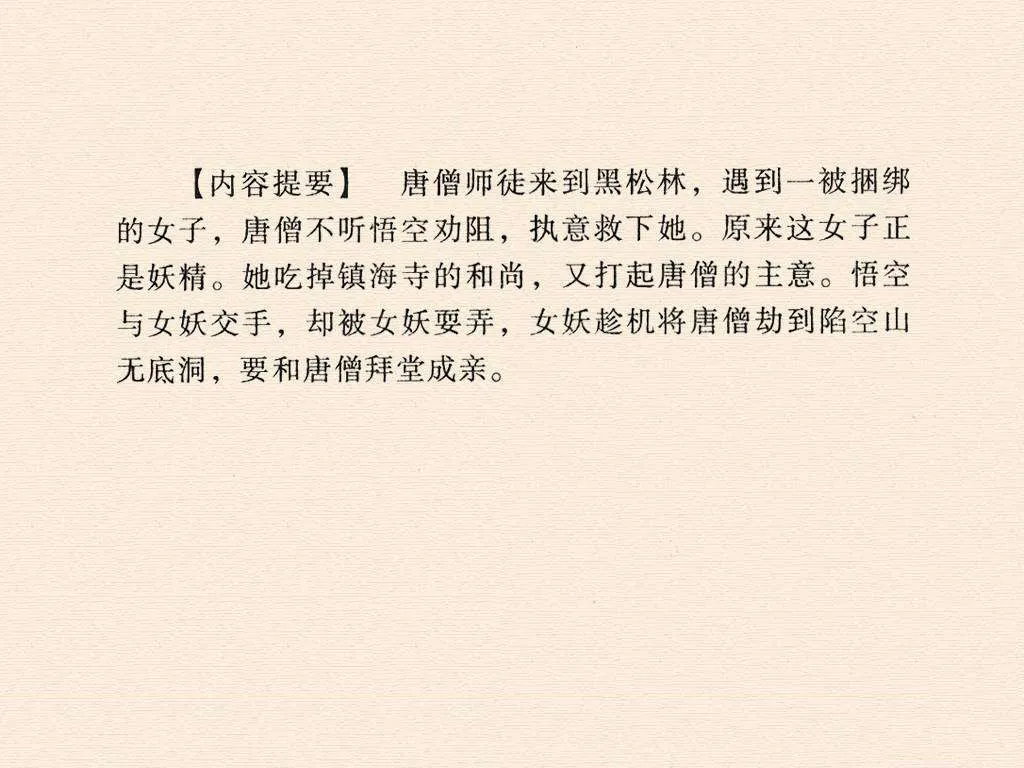 【内容提要】 唐僧师徒来到黑松林，遇到一被捆绑
的女子，唐僧不听悟空劝阻，执意救下她。原来这女子正
是妖精。她吃掉镇海寺的和尚，又打起唐僧的主意。悟空
与女妖交手，却被女妖耍弄，女妖趁机将唐僧劫到陷空山
无底洞，要和唐僧拜堂成亲。